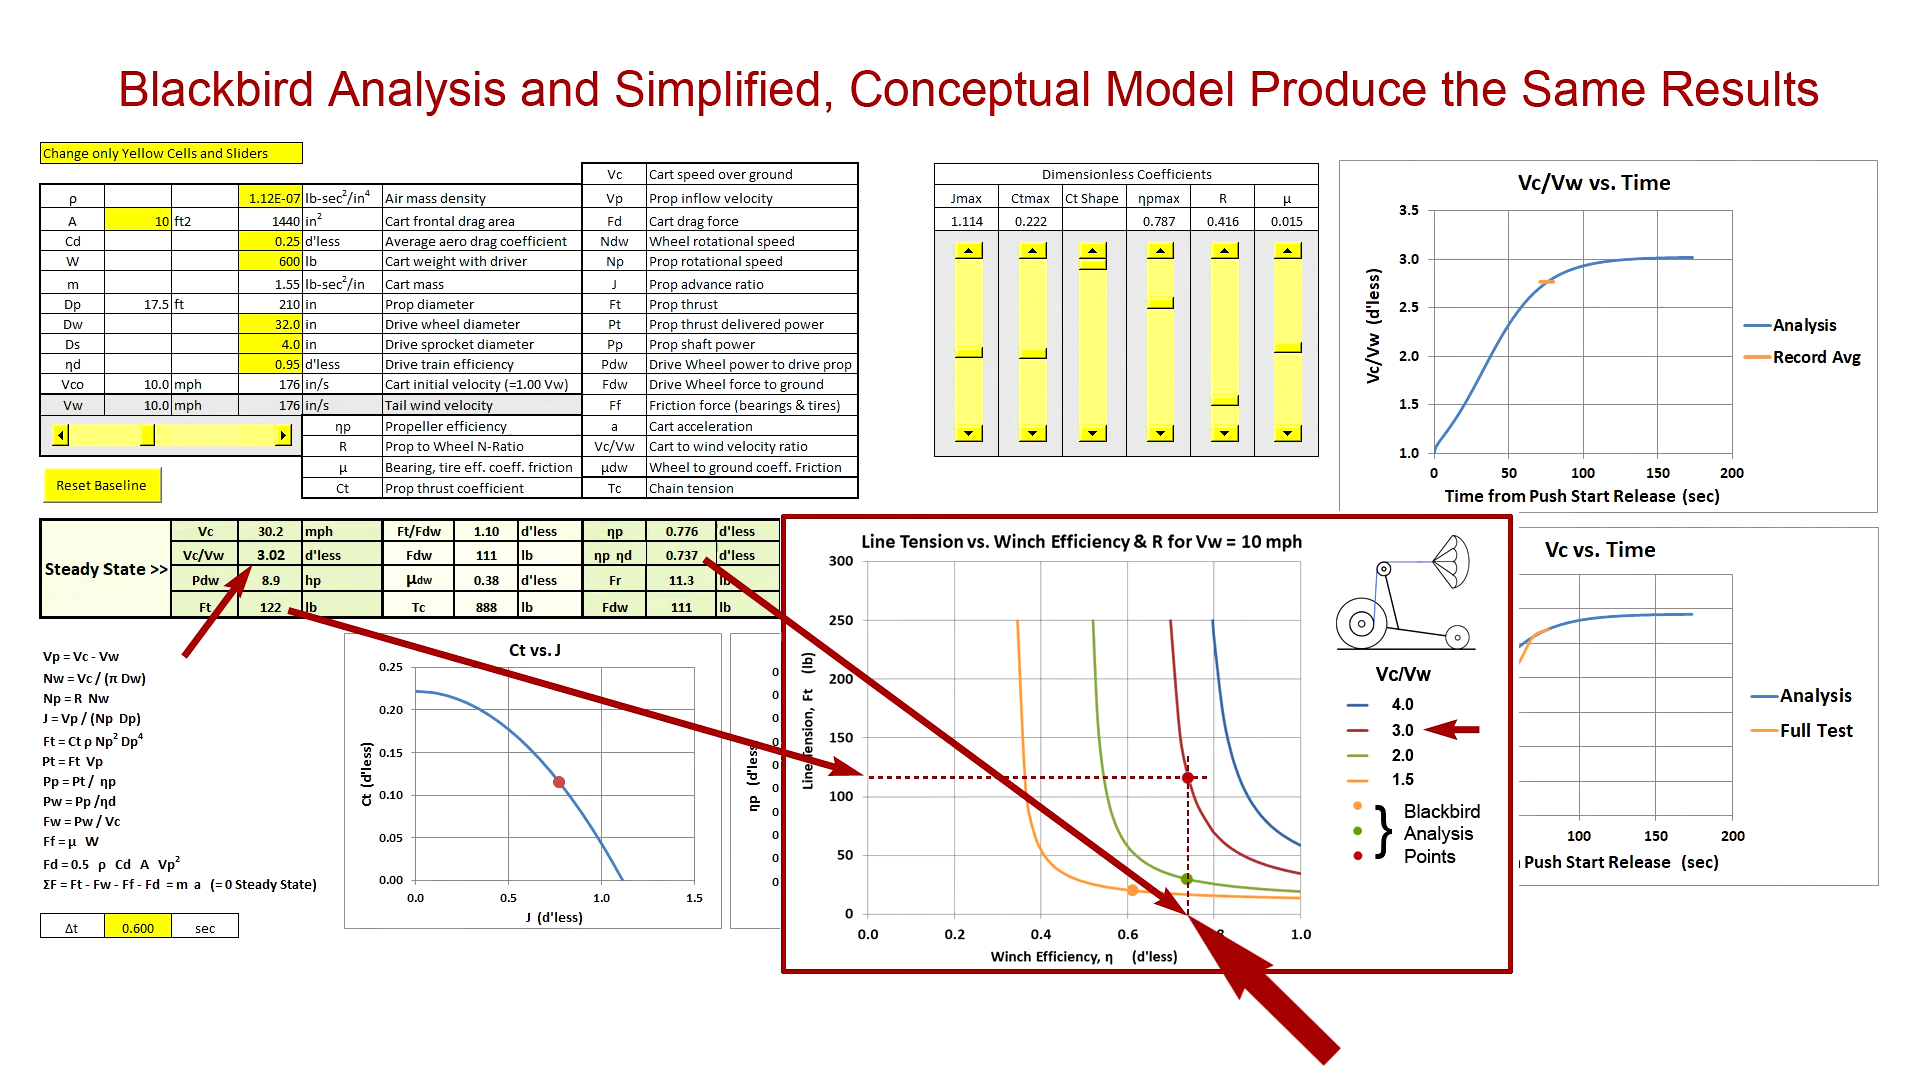 Blackbird Analysis and Simplified, Conceptual Model Produce the Same Results
Change only Yellow Cells and Sliders
ρ 1.12E-07 lb-sec²/in⁴ Air mass density
A 10 ft2 1440 in² Cart frontal drag area
Cd 0.25 d'less Average aero drag coefficient
W 600 lb Cart weight with driver
m 1.55 lb-sec²/in Cart mass
Dp 17.5 ft 210 in Prop diameter
Dw 32.0 in Drive wheel diameter
Ds 4.0 in Drive sprocket diameter
ηd 0.95 d'less Drive train efficiency
Vco 10.0 mph 176 in/s Cart initial velocity (=1.00 Vw)
Vw 10.0 mph 176 in/s Tail wind velocity
ηp Propeller efficiency
R Prop to Wheel N-Ratio
μ Bearing, tire eff. coeff. friction
Ct Prop thrust coefficient
Vc Cart speed over ground
Vp Prop inflow velocity
Fd Cart drag force
Ndw Wheel rotational speed
Np Prop rotational speed
J Prop advance ratio
Ft Prop thrust
Pt Prop thrust delivered power
Pp Prop shaft power
Pdw Drive Wheel power to drive prop
Fdw Drive Wheel force to ground
Ff Friction force (bearings & tires)
a Cart acceleration
Vc/Vw Cart to wind velocity ratio
μdw Wheel to ground coeff. Friction
Tc Chain tension
Reset Baseline
Dimensionless Coefficients
Jmax Ctmax Ct Shape ηpmax R μ
1.114 0.222 0.787 0.416 0.015
Vc/Vw vs. Time
Vc/Vw (d'less)
3.5
3.0
2.5
2.0
1.5
1.0
0 50 100 150 200
Time from Push Start Release (sec)
Analysis
Record Avg
Steady State >>
Vc 30.2 mph Ft/Fdw 1.10 d'less ηp 0.776 d'less
Vc/Vw 3.02 d'less Fdw 111 lb ηp ηd 0.737 d'less
Pdw 8.9 hp μdw 0.38 d'less Fr 11.3 lb
Ft 122 lb Tc 888 lb Fdw 111 lb
Vp = Vc - Vw
Nw = Vc / (π Dw)
Np = R Nw
J = Vp / (Np Dp)
Ft = Ct ρ Np² Dp⁴
Pt = Ft Vp
Pp = Pt / ηp
Pw = Pp /ηd
Fw = Pw / Vc
Ff = μ W
Fd = 0.5 ρ Cd A Vp²
ΣF = Ft - Fw - Ff - Fd = m a (= 0 Steady State)
Δt 0.600 sec
Ct vs. J
Ct (d'less)
0.25
0.20
0.15
0.10
0.05
0.00
0.0 0.5 1.0 1.5
J (d'less)
ηp (d'less
0
0
0
0
0
0
0
0
0
0
Line Tension vs. Winch Efficiency & R for Vw = 10 mph
Line Tension, Ft (lb)
300
250
200
150
100
50
0
0.0 0.2 0.4 0.6 .8 1.0
Winch Efficiency, η (d'less)
Vc/Vw
4.0
3.0
2.0
1.5
Blackbird
Analysis
Points
Vc vs. Time
Analysis
Full Test
100 150 200
Push Start Release (sec)